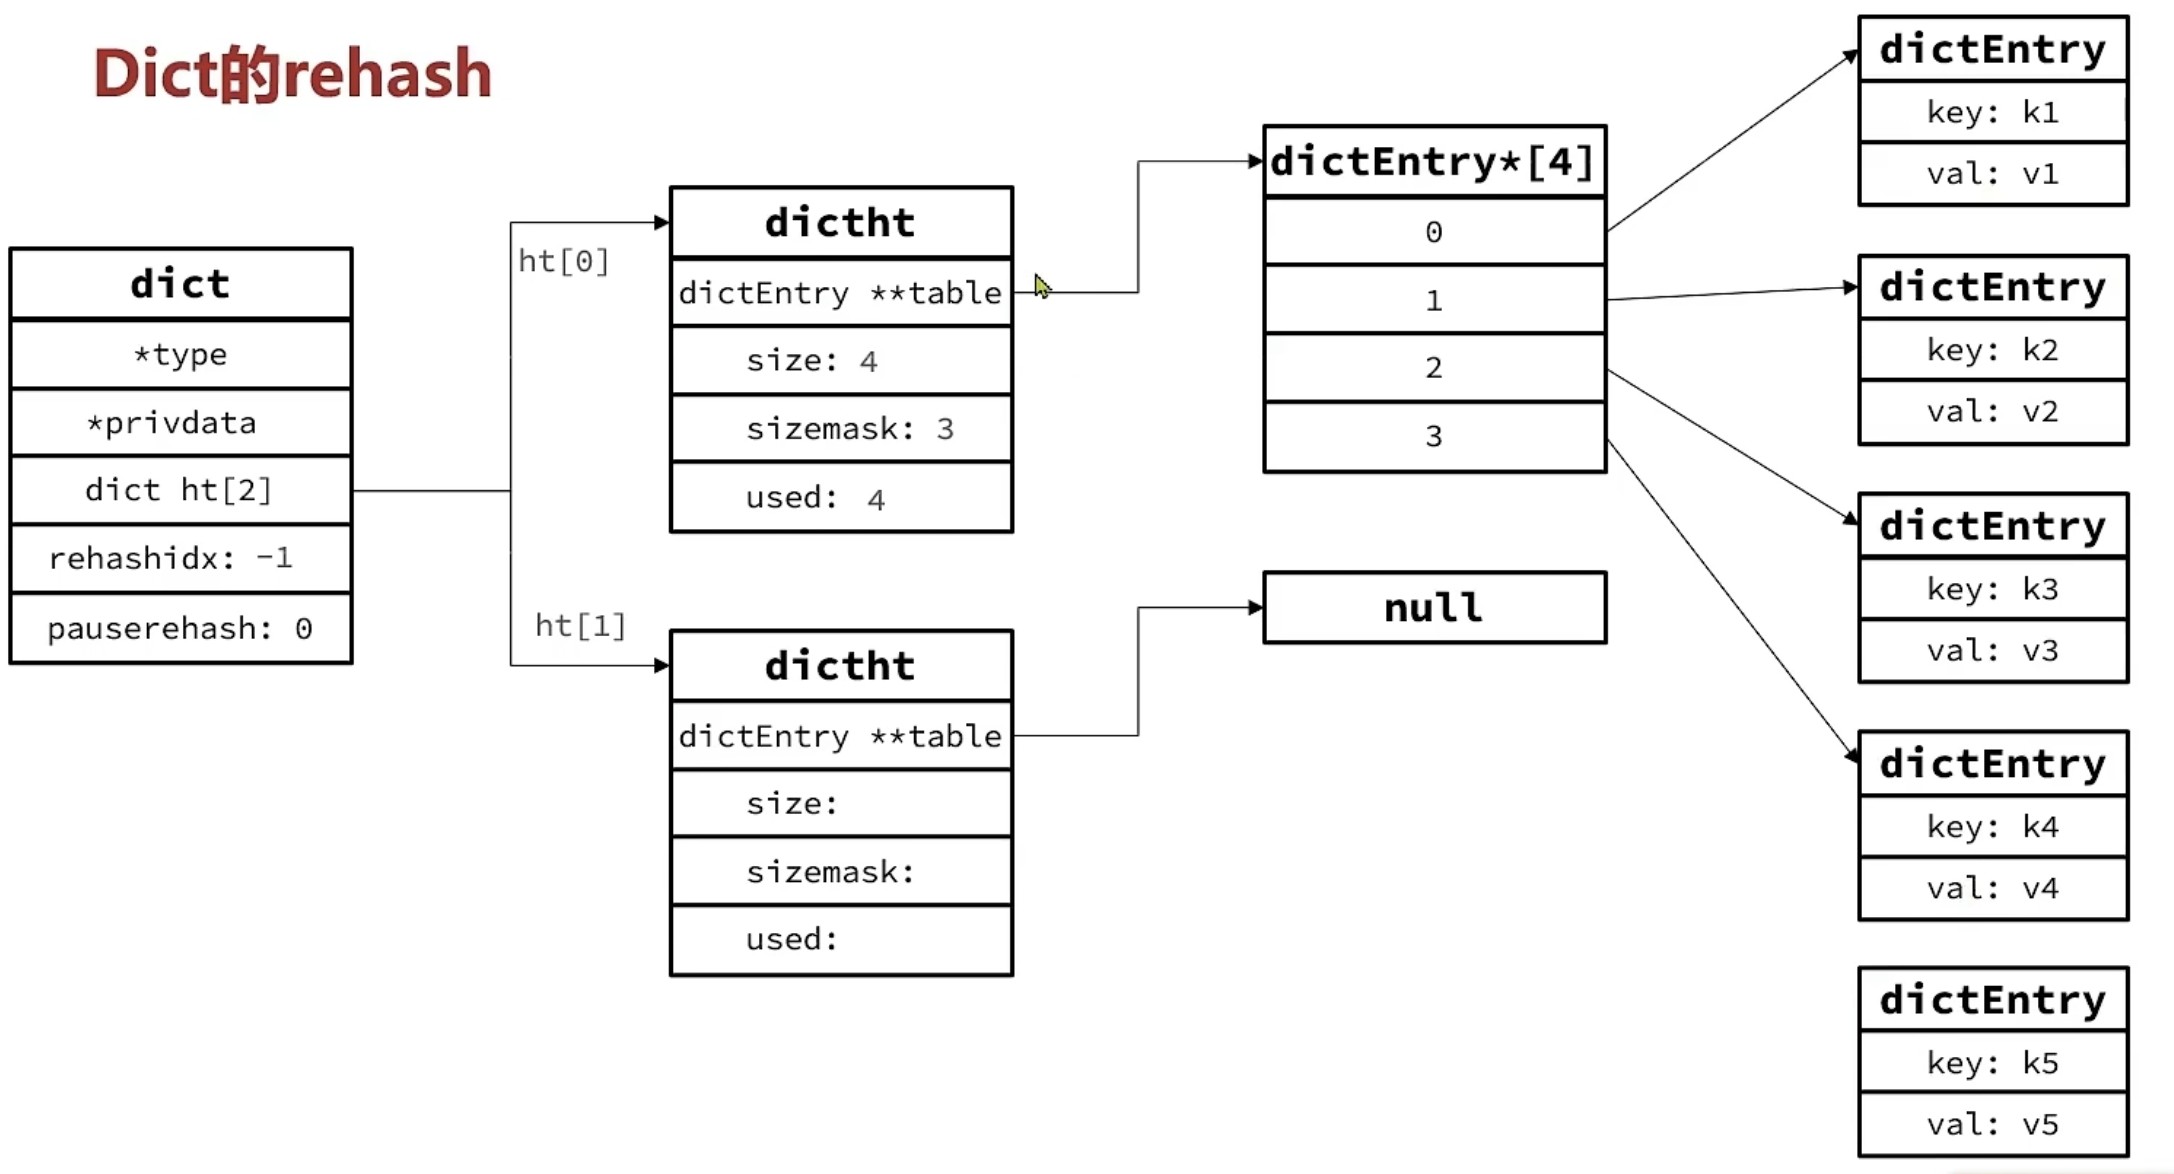 Dict的rehash
dict
*type
*privdata
dict ht[2]
rehashidx: -1
pauserehash: 0
ht[0]
dictht
dictEntry **table
size: 4
sizemask: 3
used: 4
ht[1]
dictht
dictEntry **table
size:
sizemask:
used:
dictEntry*[4]
0
1
2
3
null
dictEntry
key: k1
val: v1
dictEntry
key: k2
val: v2
dictEntry
key: k3
val: v3
dictEntry
key: k4
val: v4
dictEntry
key: k5
val: v5